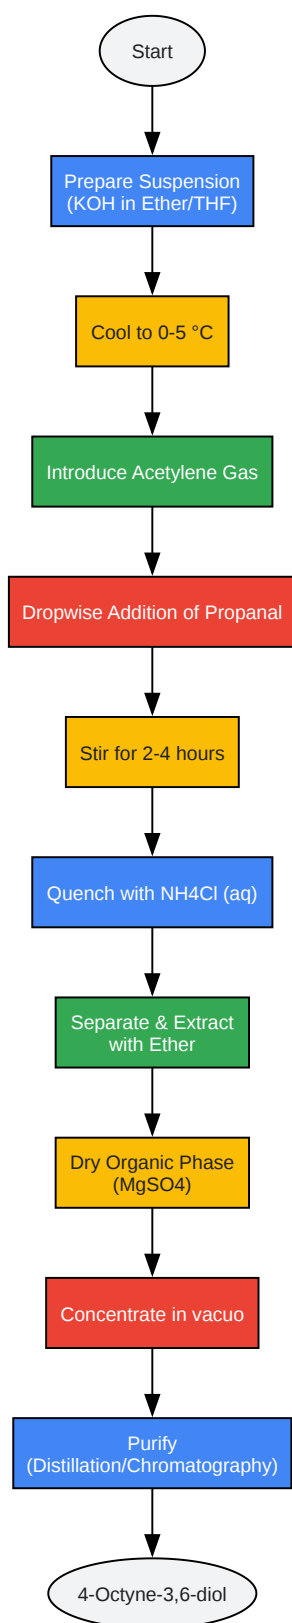 Start
Prepare Suspension
(KOH in Ether/THF)
Cool to 0-5 °C
Introduce Acetylene Gas
Dropwise Addition of Propanal
Stir for 2-4 hours
Quench with NH4Cl (aq)
Separate & Extract
with Ether
Dry Organic Phase
(MgSO4)
Concentrate in vacuo
Purify
(Distillation/Chromatography)
4-Octyne-3,6-diol